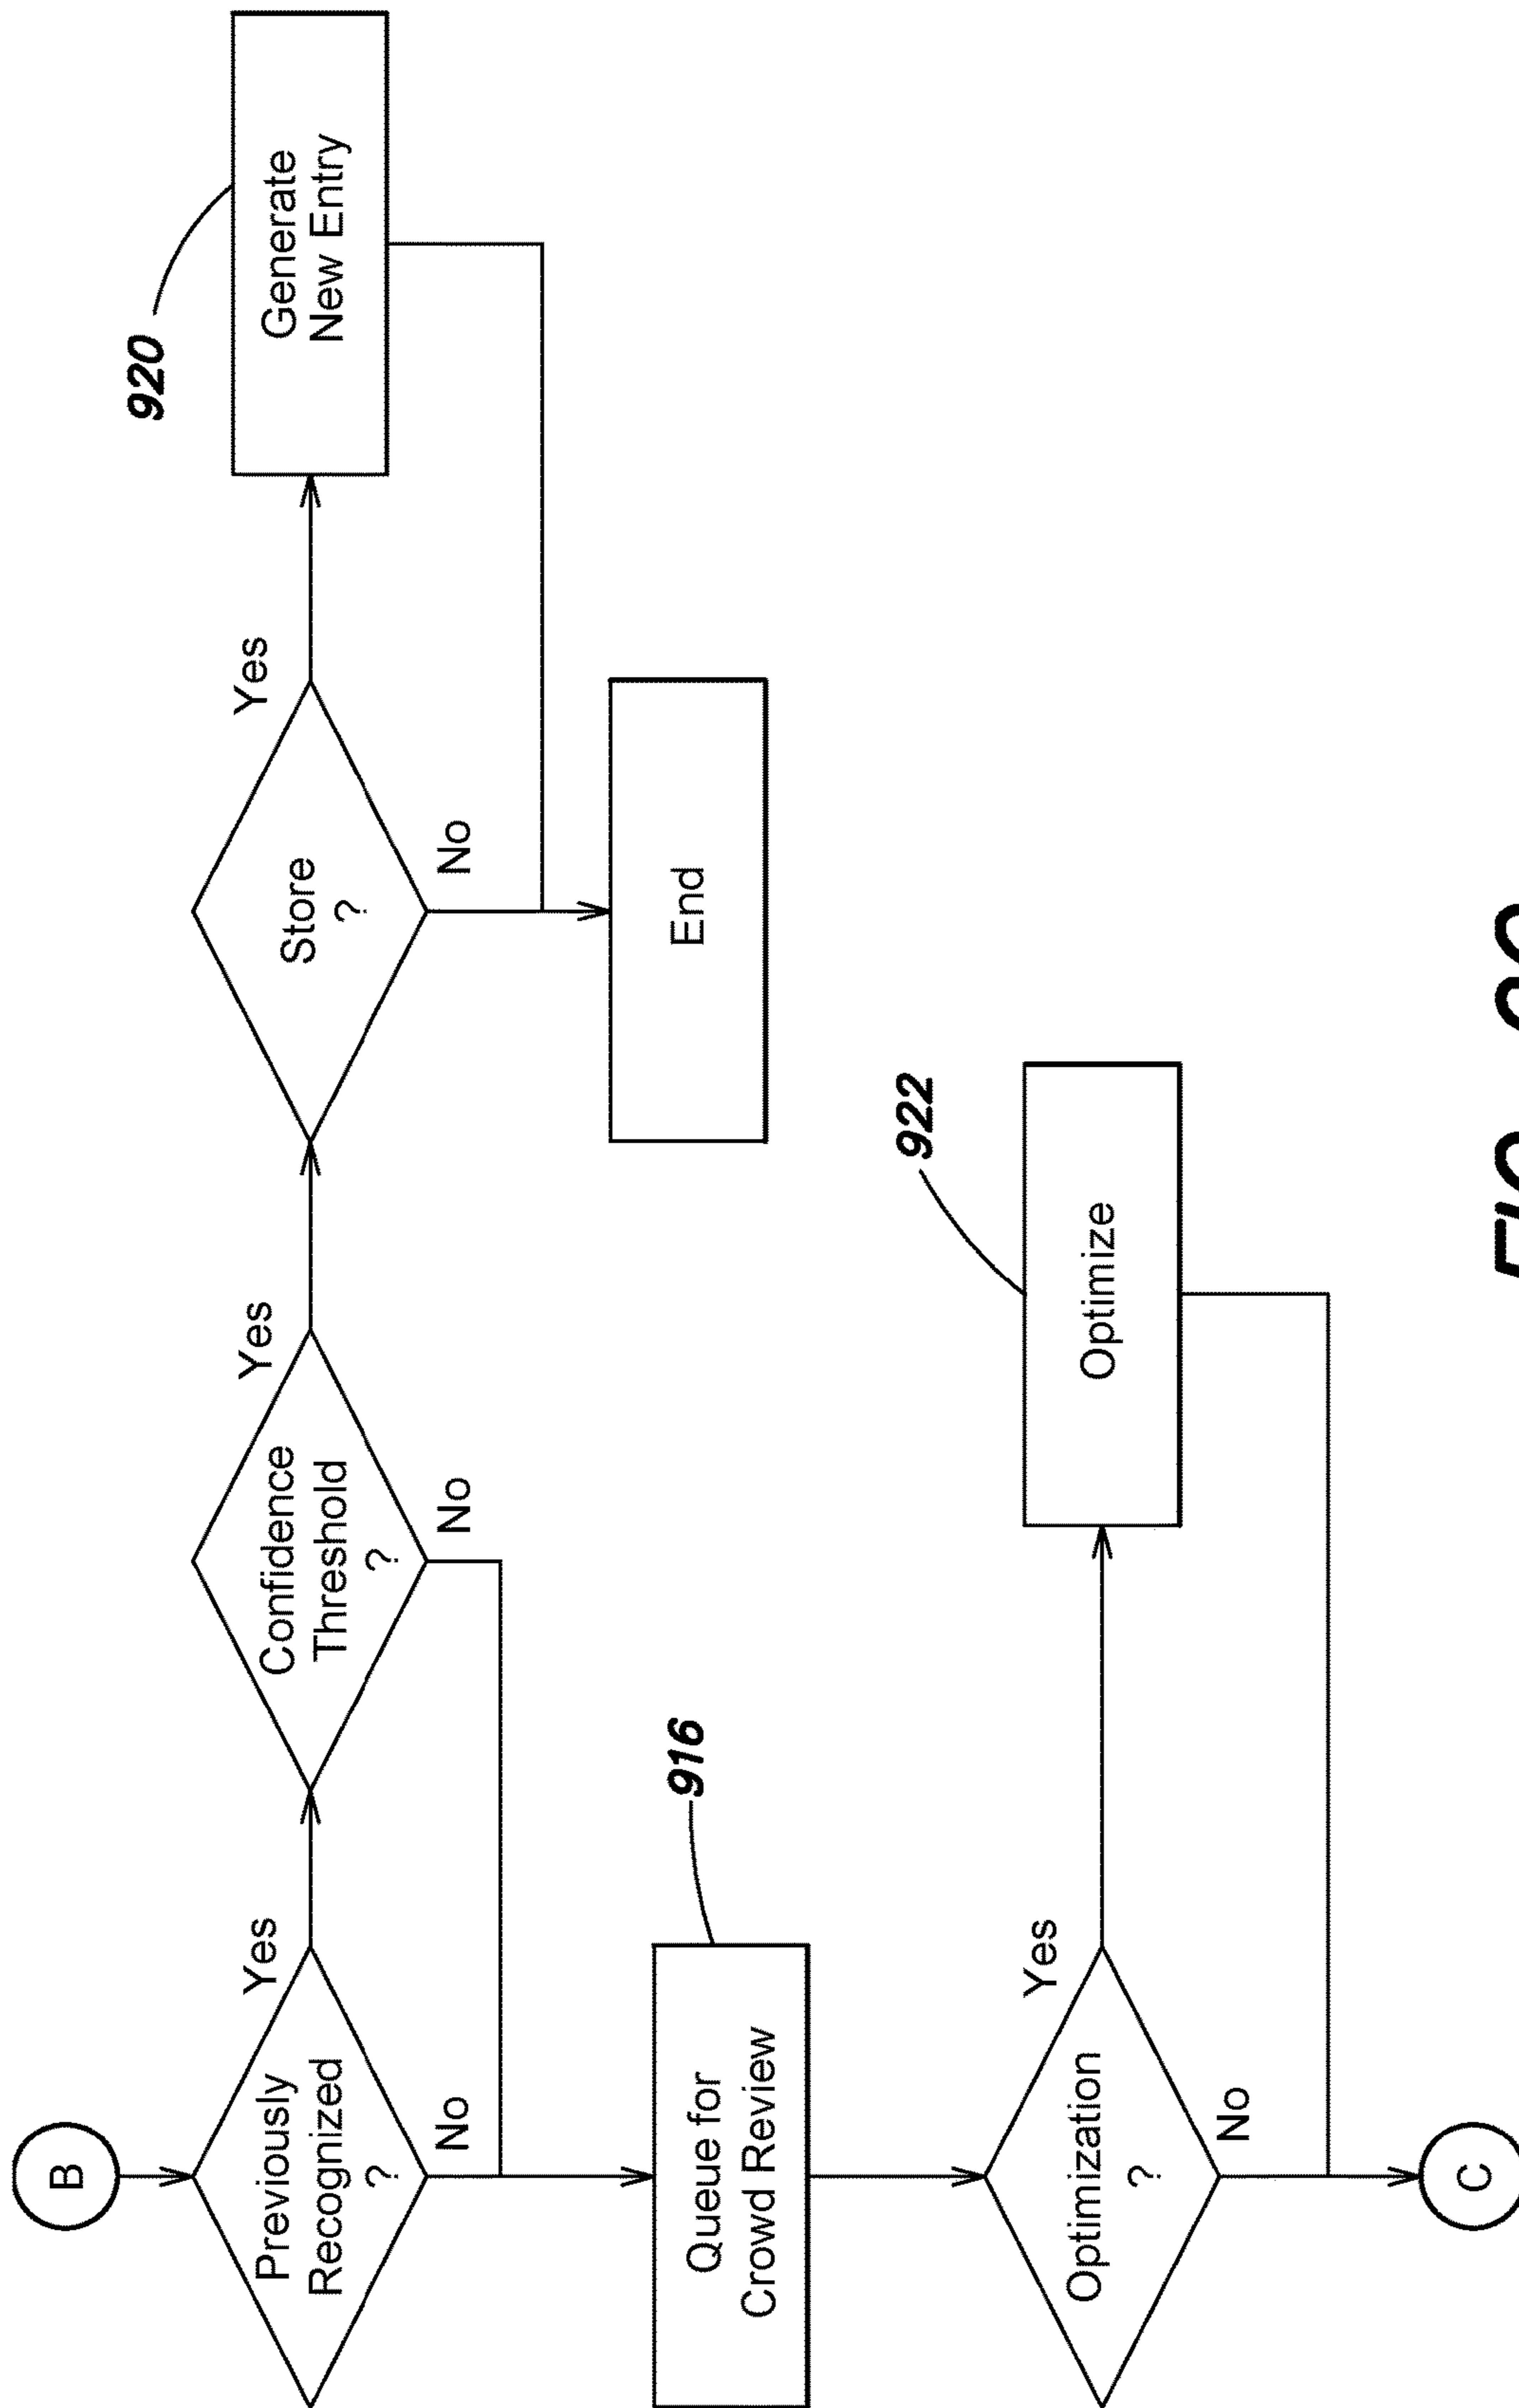 B
Previously
Recognized
?
Yes
No
Confidence
Threshold
?
Yes
No
Store
?
Yes
No
920
Generate
New Entry
End
916
Queue for
Crowd Review
Optimization
?
Yes
No
922
Optimize
C